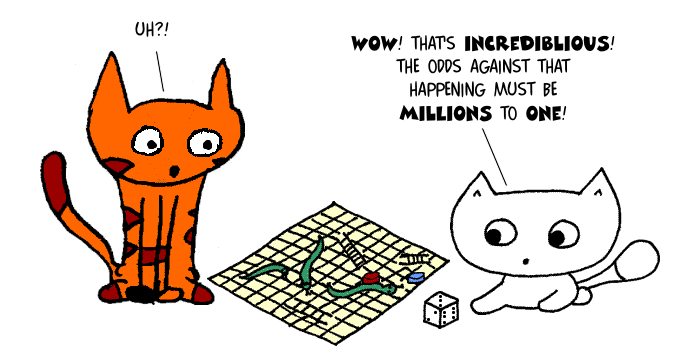 UH?!
WOW! THAT'S INCREDIBLIOUS!
THE ODDS AGAINST THAT
HAPPENING MUST BE
MILLIONS TO ONE!